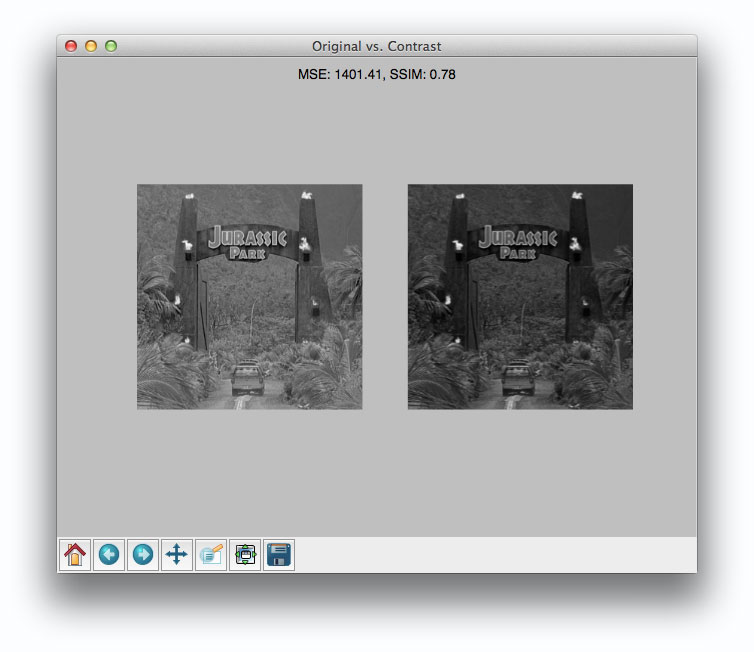 Original vs. Contrast
MSE: 1401.41, SSIM: 0.78
JURASSIC
PARK
JURASSIC
PARK